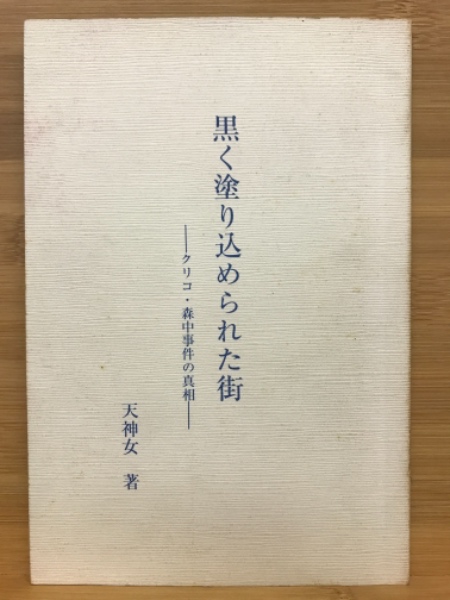 黒く塗り込められた街
――クリコ・森中事件の真相――
天神女 著